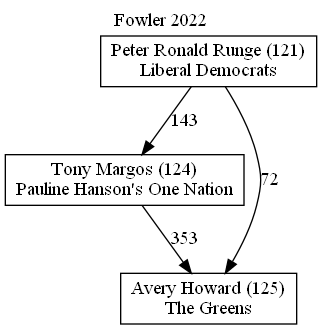 Fowler 2022
Peter Ronald Runge (121)
Liberal Democrats
143
72
Tony Margos (124)
Pauline Hanson's One Nation
353
Avery Howard (125)
The Greens